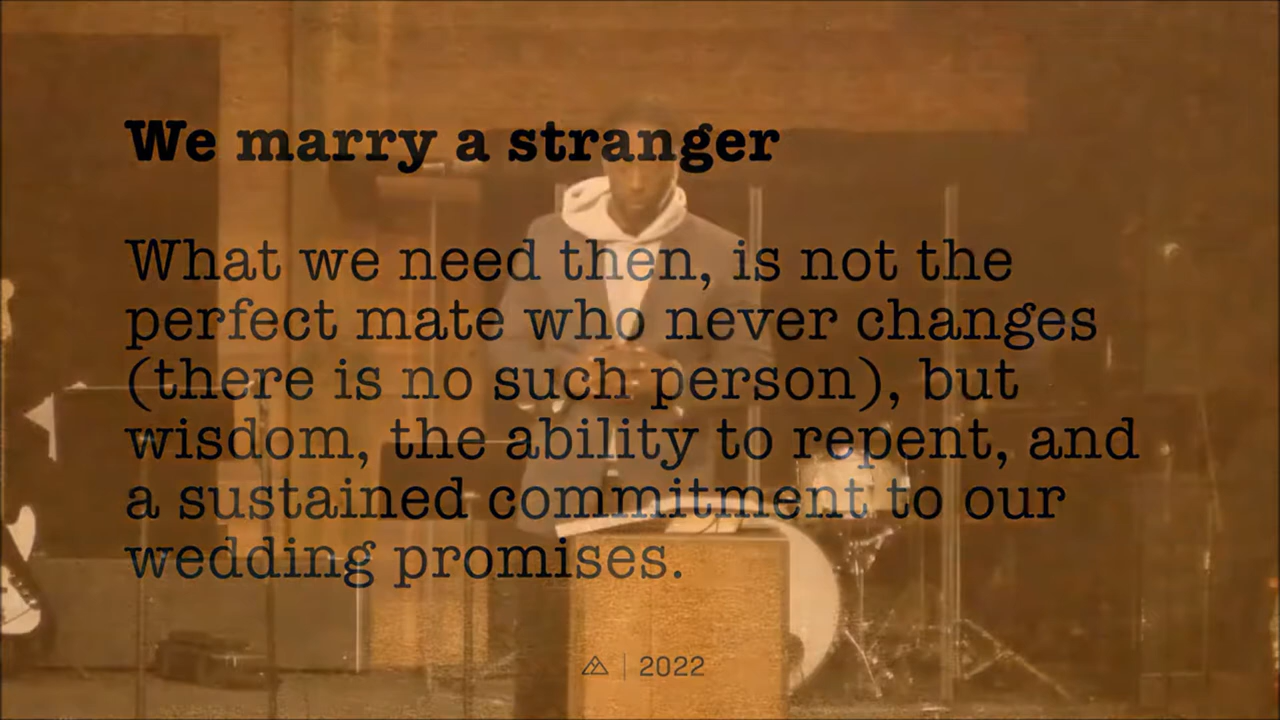 We marry a stranger
What we need then, is not the
perfect mate who never changes
(there is no such person), but
wisdom, the ability to repent, and
a sustained commitment to our
wedding promises.
2022